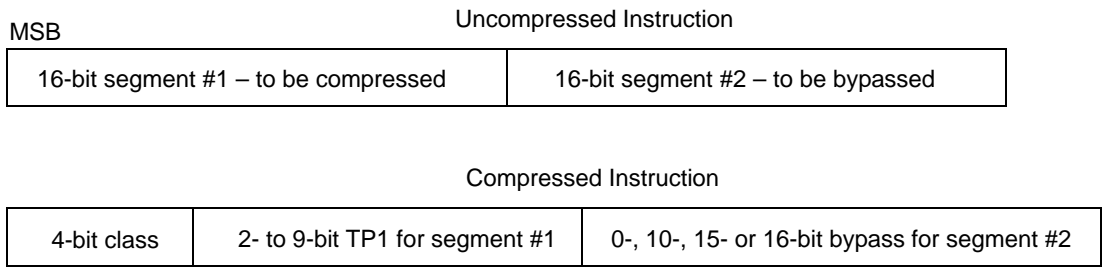 Uncompressed Instruction
MSB
16-bit segment #1 – to be compressed
16-bit segment #2 – to be bypassed
Compressed Instruction
4-bit class
2- to 9-bit TP1 for segment #1
0-, 10-, 15- or 16-bit bypass for segment #2